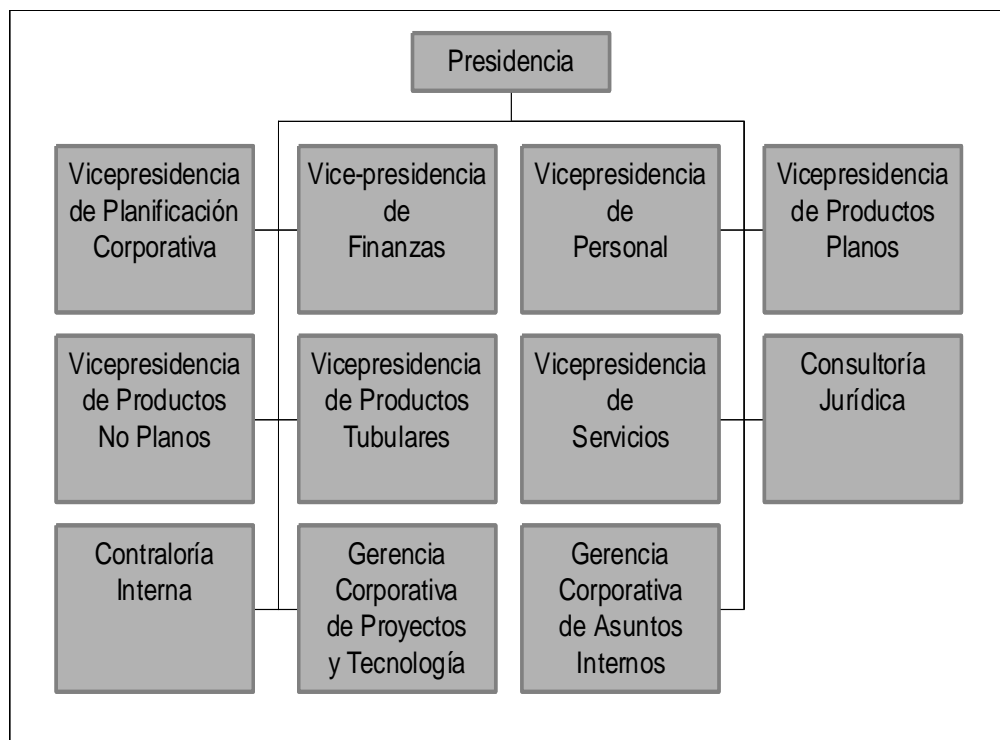 Presidencia
Vicepresidencia
de Planificación
Corporativa
Vice-presidencia
de
Finanzas
Vicepresidencia
de
Personal
Vicepresidencia
de Productos
Planos
Vicepresidencia
de Productos
No Planos
Vicepresidencia
de Productos
Tubulares
Vicepresidencia
de
Servicios
Consultoría
Jurídica
Contraloría
Interna
Gerencia
Corporativa
de Proyectos
y Tecnología
Gerencia
Corporativa
de Asuntos
Internos